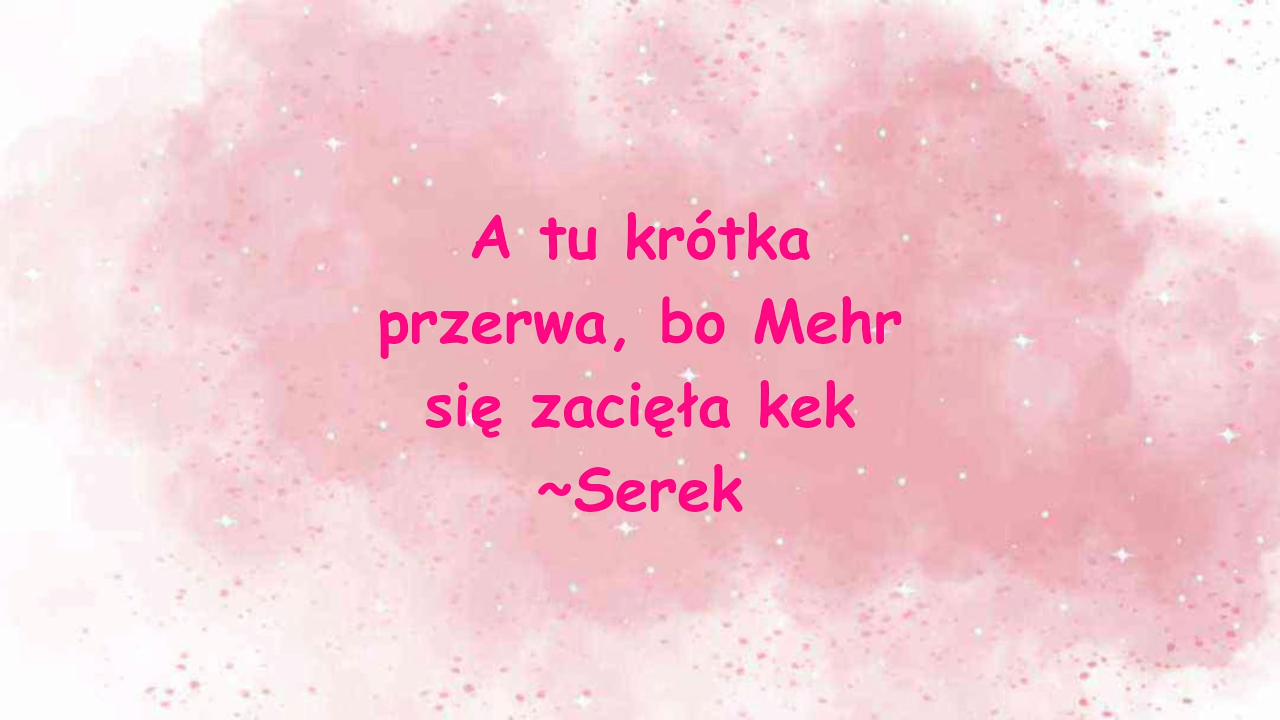 A tu krótka
przerwa, bo Mehr
się zacięła kek
~Serek